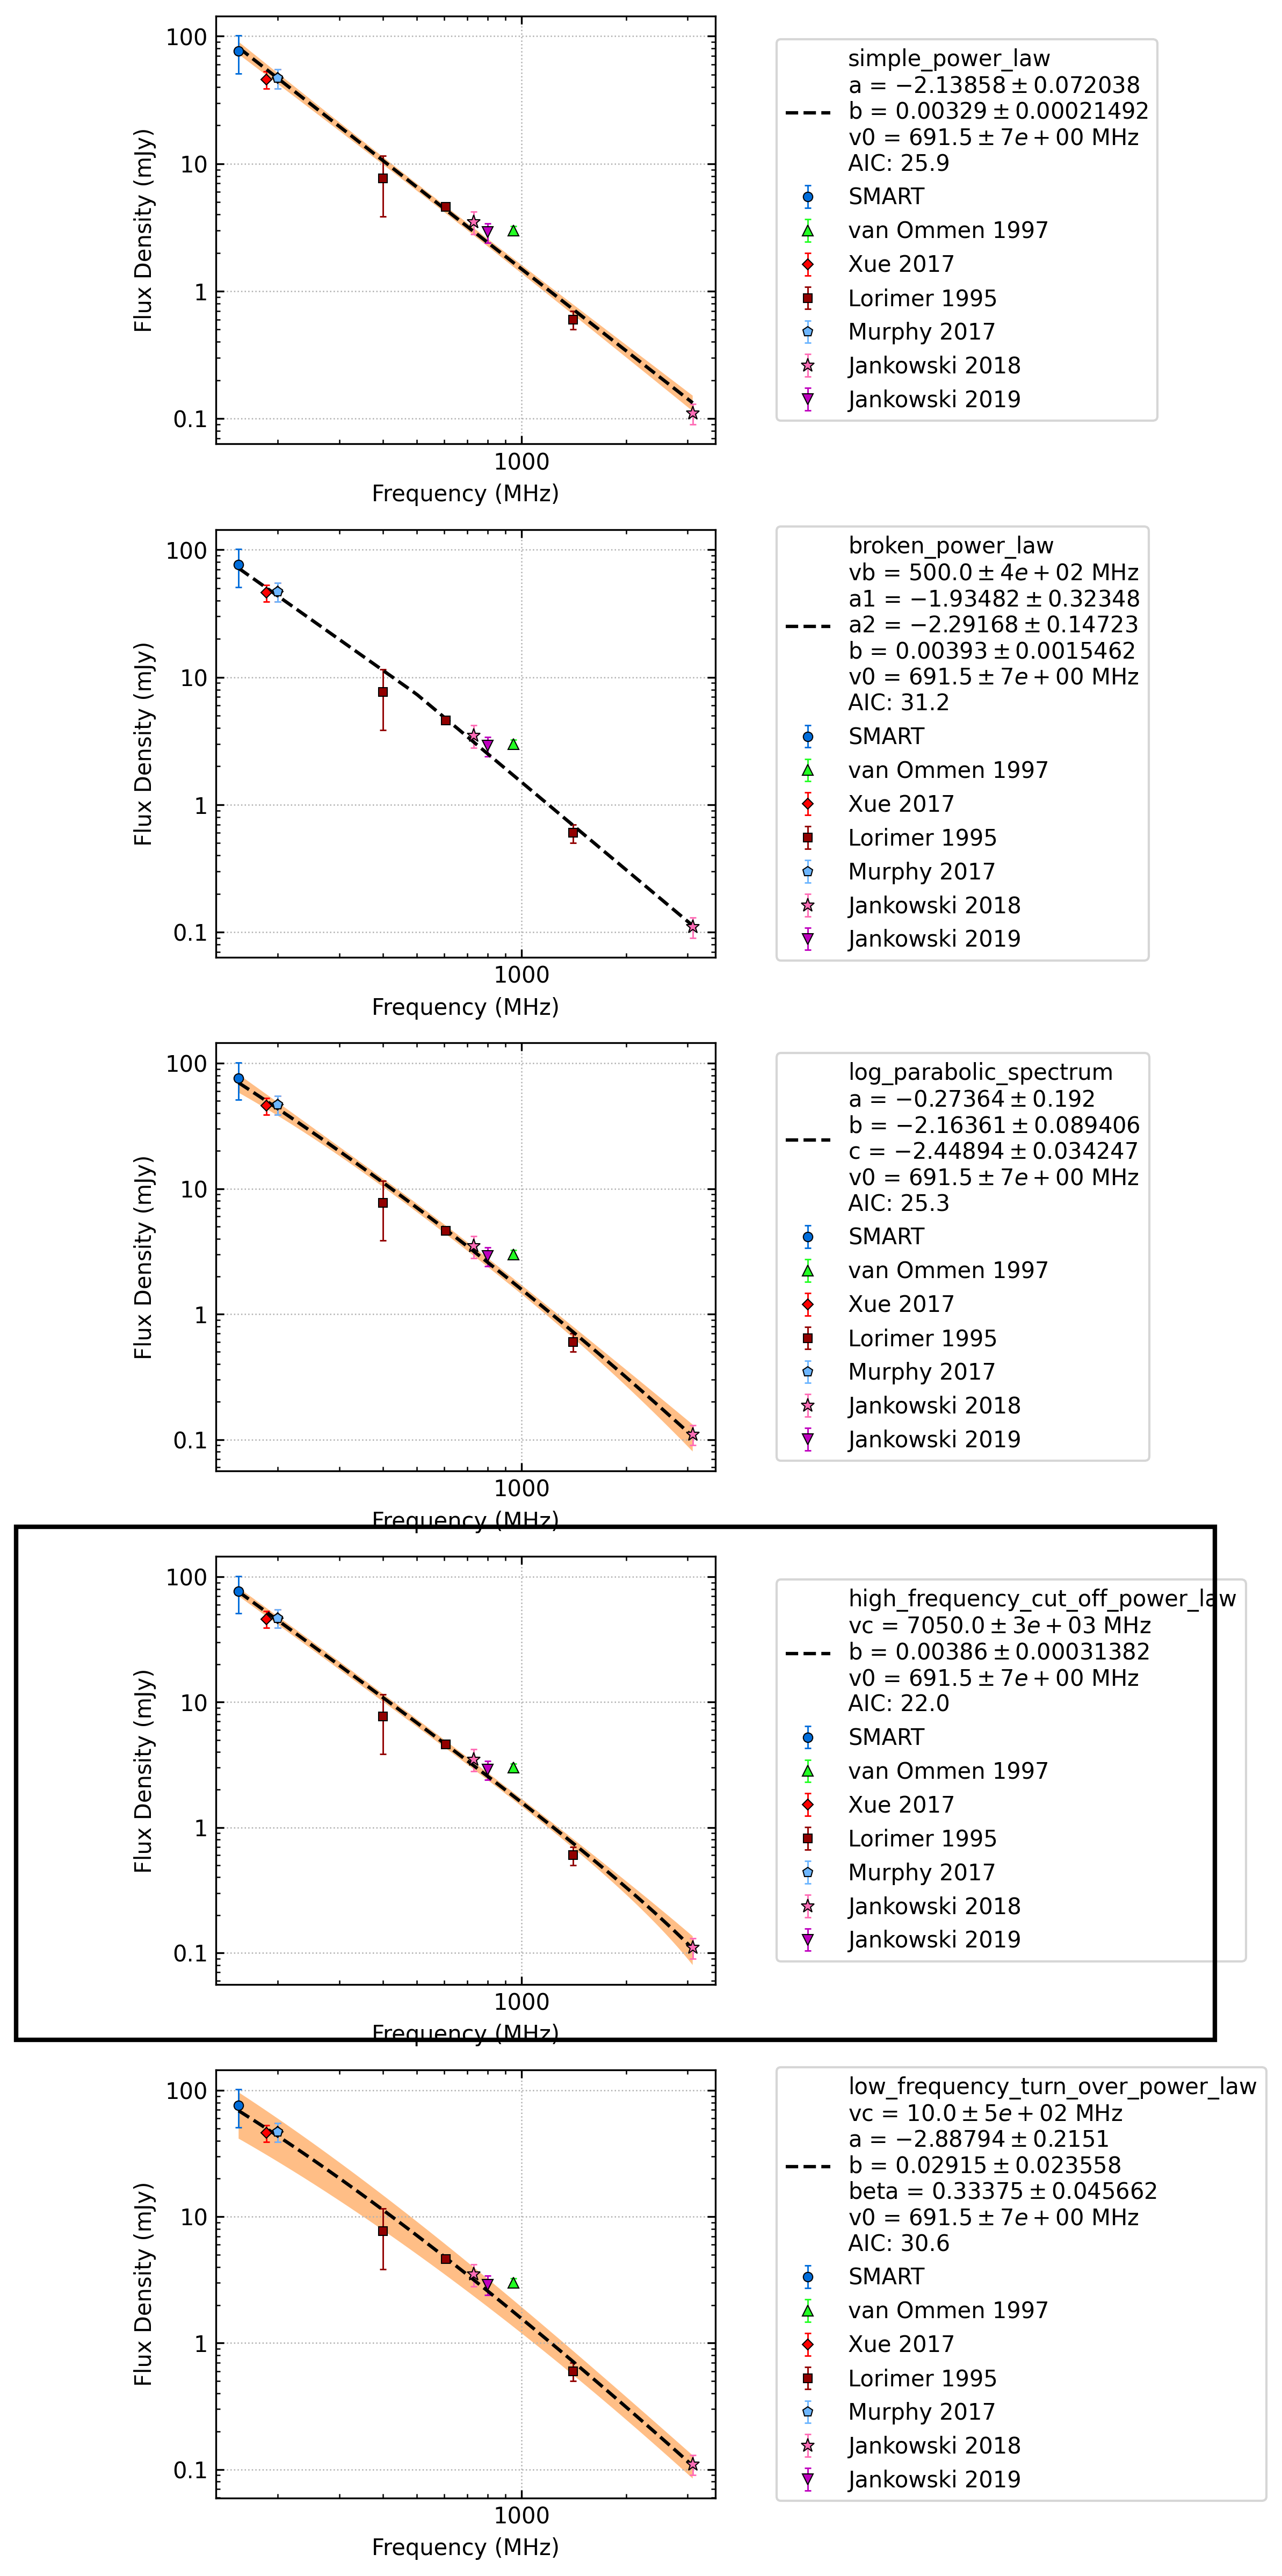 100
10
1
0.1
Flux Density (mJy)
1000
Frequency (MHz)
simple_power_law
a = −2.13858 ± 0.072038
b = 0.00329 ± 0.00021492
v0 = 691.5 ± 7e + 00 MHz
AIC: 25.9
SMART
van Ommen 1997
Xue 2017
Lorimer 1995
Murphy 2017
Jankowski 2018
Jankowski 2019
100
10
1
0.1
Flux Density (mJy)
1000
Frequency (MHz)
broken_power_law
vb = 500.0 ± 4e + 02 MHz
a1 = −1.93482 ± 0.32348
a2 = −2.29168 ± 0.14723
b = 0.00393 ± 0.0015462
v0 = 691.5 ± 7e + 00 MHz
AIC: 31.2
SMART
van Ommen 1997
Xue 2017
Lorimer 1995
Murphy 2017
Jankowski 2018
Jankowski 2019
100
10
1
0.1
Flux Density (mJy)
1000
Frequency (MHz)
log_parabolic_spectrum
a = −0.27364 ± 0.192
b = −2.16361 ± 0.089406
c = −2.44894 ± 0.034247
v0 = 691.5 ± 7e + 00 MHz
AIC: 25.3
SMART
van Ommen 1997
Xue 2017
Lorimer 1995
Murphy 2017
Jankowski 2018
Jankowski 2019
100
10
1
0.1
Flux Density (mJy)
1000
Frequency (MHz)
high_frequency_cut_off_power_law
vc = 7050.0 ± 3e + 03 MHz
b = 0.00386 ± 0.00031382
v0 = 691.5 ± 7e + 00 MHz
AIC: 22.0
SMART
van Ommen 1997
Xue 2017
Lorimer 1995
Murphy 2017
Jankowski 2018
Jankowski 2019
100
10
1
0.1
Flux Density (mJy)
1000
Frequency (MHz)
low_frequency_turn_over_power_law
vc = 10.0 ± 5e + 02 MHz
a = −2.88794 ± 0.2151
b = 0.02915 ± 0.023558
beta = 0.33375 ± 0.045662
v0 = 691.5 ± 7e + 00 MHz
AIC: 30.6
SMART
van Ommen 1997
Xue 2017
Lorimer 1995
Murphy 2017
Jankowski 2018
Jankowski 2019